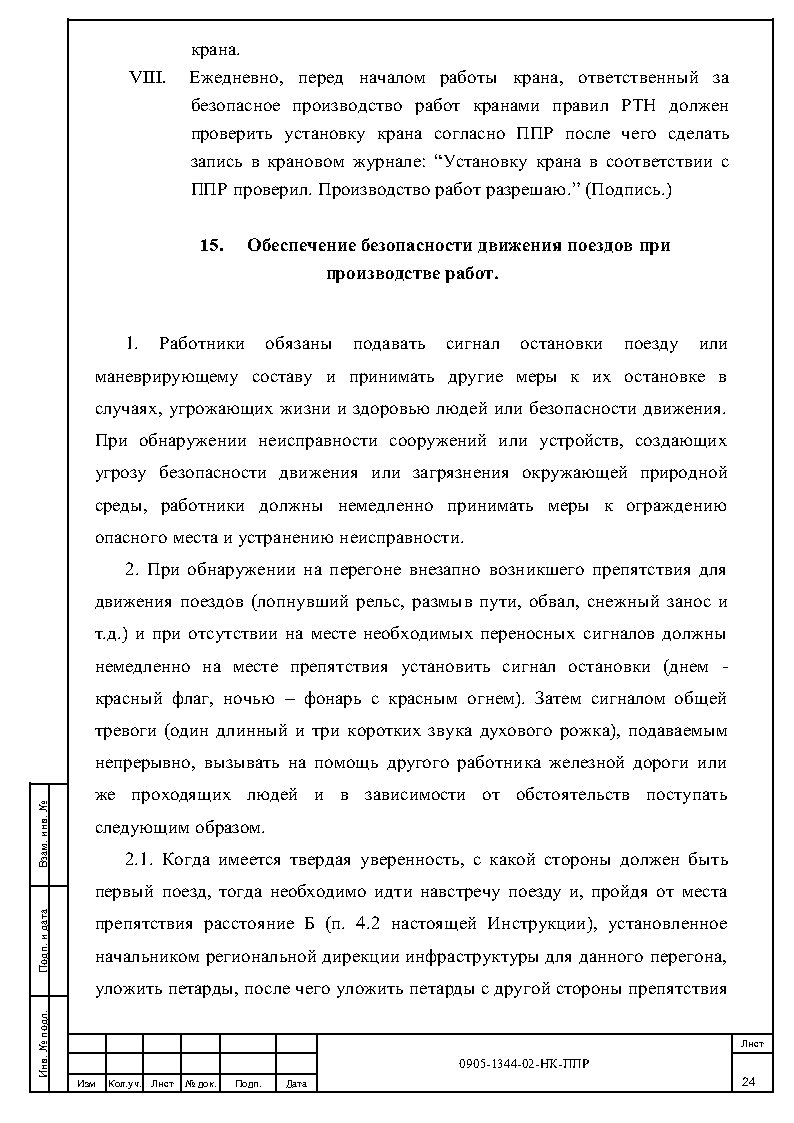 крана.
VIII. Ежедневно, перед началом работы крана, ответственный за
безопасное производство работ кранами правил РТН должен
проверить установку крана согласно ППР после чего сделать
запись в крановом журнале: “Установку крана в соответствии с
ППР проверил. Производство работ разрешаю.” (Подпись.)
15. Обеспечение безопасности движения поездов при
производстве работ.
1. Работники обязаны подавать сигнал остановки поезду или
маневрирующему составу и принимать другие меры к их остановке в
случаях, угрожающих жизни и здоровью людей или безопасности движения.
При обнаружении неисправности сооружений или устройств, создающих
угрозу безопасности движения или загрязнения окружающей природной
среды, работники должны немедленно принимать меры к ограждению
опасного места и устранению неисправности.
2. При обнаружении на перегоне внезапно возникшего препятствия для
движения поездов (лопнувший рельс, размыв пути, обвал, снежный занос и
т.д.) и при отсутствии на месте необходимых переносных сигналов должны
немедленно на месте препятствия установить сигнал остановки (днем -
красный флаг, ночью – фонарь с красным огнем). Затем сигналом общей
тревоги (один длинный и три коротких звука духового рожка), подаваемым
непрерывно, вызывать на помощь другого работника железной дороги или
же проходящих людей и в зависимости от обстоятельств поступать
следующим образом.
2.1. Когда имеется твердая уверенность, с какой стороны должен быть
первый поезд, тогда необходимо идти навстречу поезду и, пройдя от места
препятствия расстояние Б (п. 4.2 настоящей Инструкции), установленное
начальником региональной дирекции инфраструктуры для данного перегона,
уложить петарды, после чего уложить петарды с другой стороны препятствия
Взам. инв. №
Подп. и дата
Инв. № подл.
Изм Кол.уч. Лист № док. Подп. Дата
0905-1344-02-НК-ППР
Лист
24